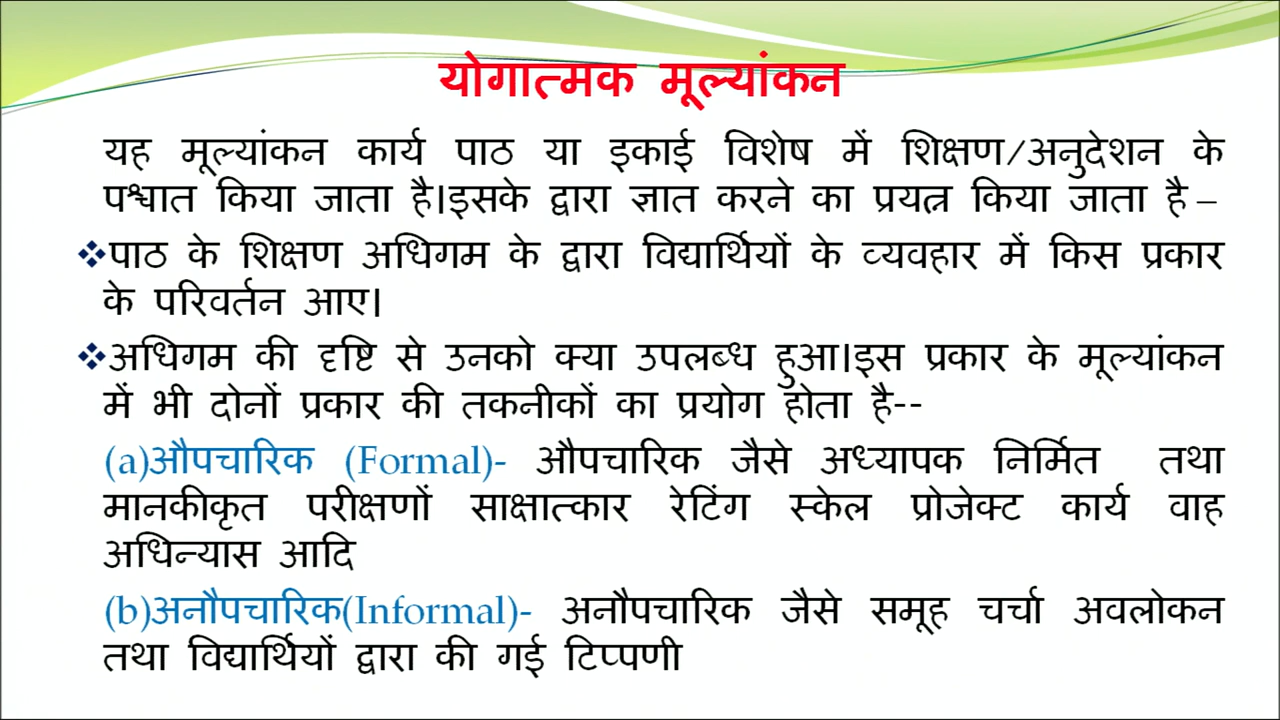 योगात्मक मूल्यांकन
यह मूल्यांकन कार्य पाठ या इकाई विशेष में शिक्षण/अनुदेशन के
पश्चात किया जाता है।इसके द्वारा ज्ञात करने का प्रयत्न किया जाता है –
❖पाठ के शिक्षण अधिगम के द्वारा विद्यार्थियों के व्यवहार में किस प्रकार
के परिवर्तन आए।
❖अधिगम की दृष्टि से उनको क्या उपलब्ध हुआ।इस प्रकार के मूल्यांकन
में भी दोनों प्रकार की तकनीकों का प्रयोग होता है--
(a)औपचारिक (Formal)- औपचारिक जैसे अध्यापक निर्मित तथा
मानकीकृत परीक्षणों साक्षात्कार रेटिंग स्केल प्रोजेक्ट कार्य वाह
अधिन्यास आदि
(b)अनौपचारिक(Informal)- अनौपचारिक जैसे समूह चर्चा अवलोकन
तथा विद्यार्थियों द्वारा की गई टिप्पणी